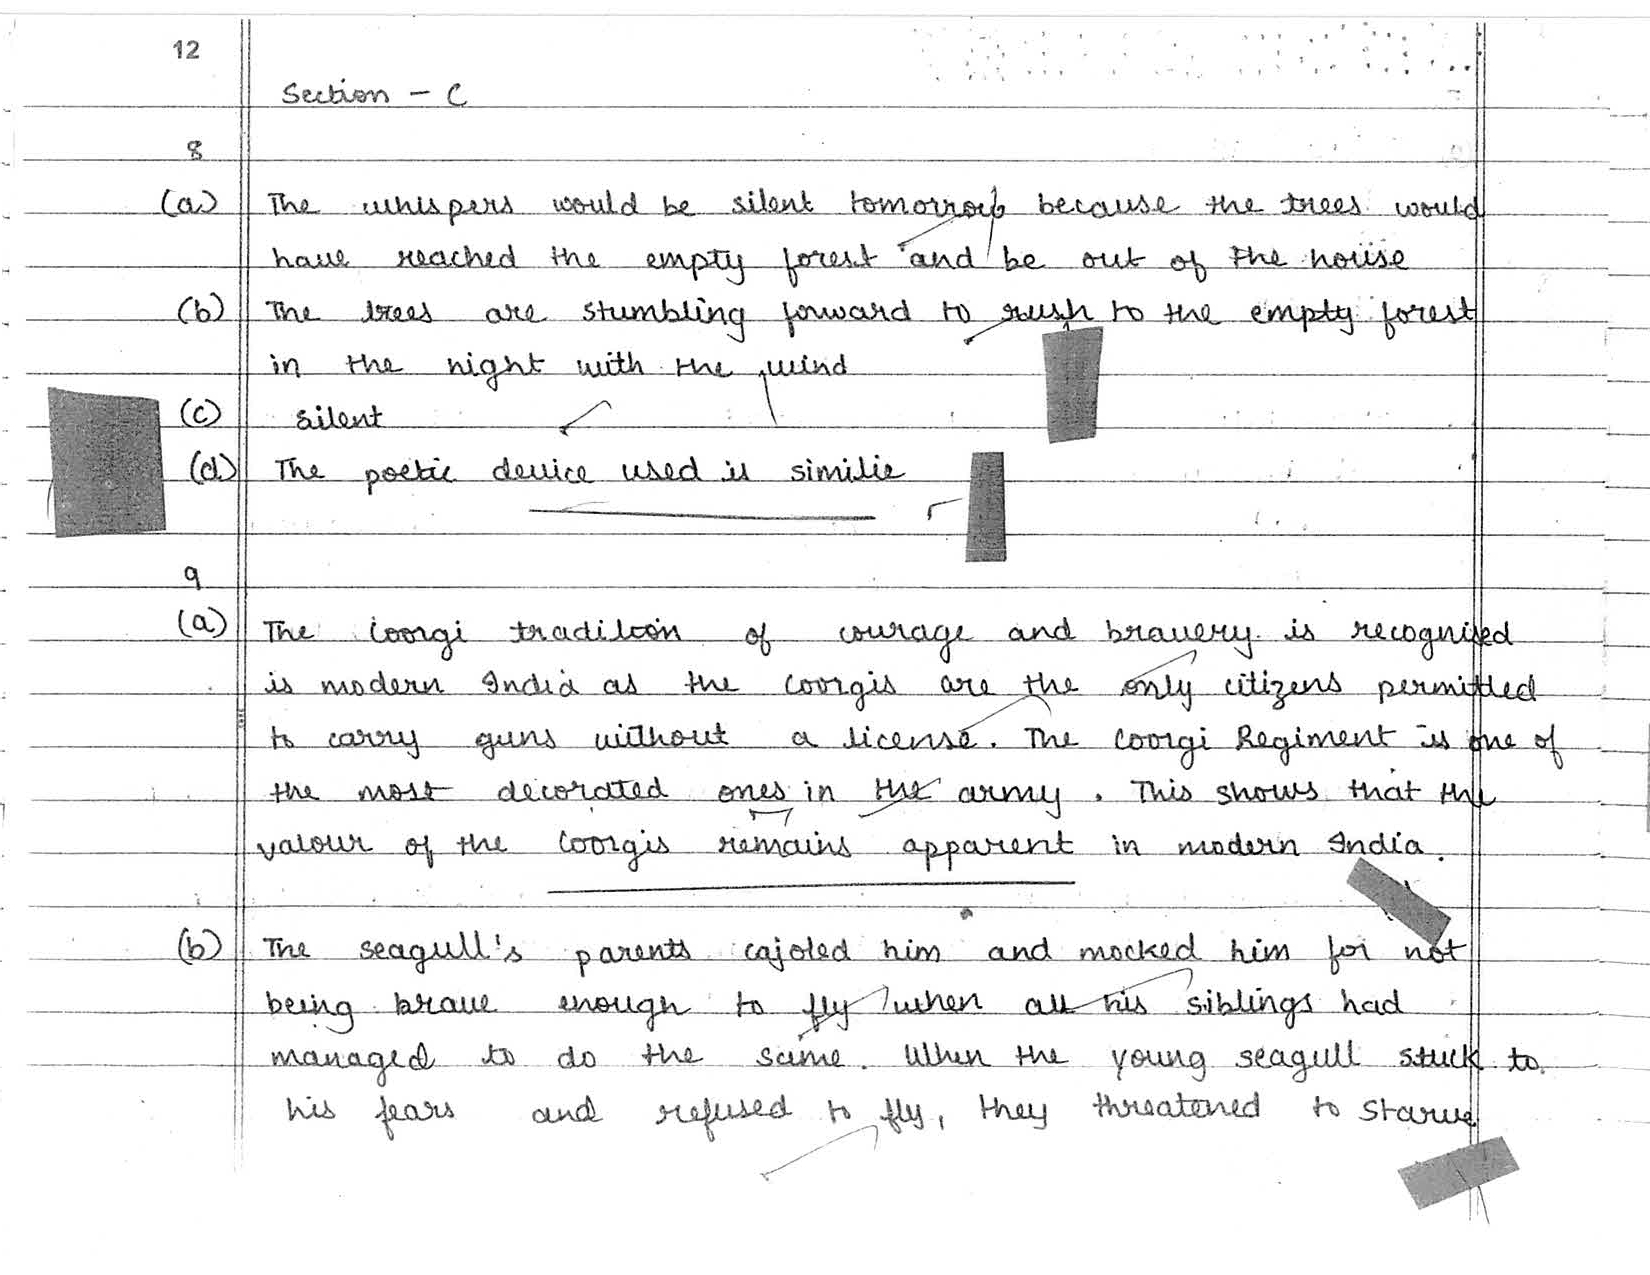 12
Section - C
8
(a) The whispers would be silent tomorrow because the trees would
have reached the empty forest and be out of the house
(b) The trees are stumbling forward to rush to the empty forest
in the night with the wind
(c) silent
(d) The poetic device used is similie
9
(a) The Coorgi tradition of courage and bravery is recognised
is modern India as the Coorgis are the only citizens permitted
to carry guns without a license. The Coorgi Regiment is one of
the most decorated ones in the army. This shows that the
valour of the Coorgis remains apparent in modern India.
(b) The seagull's parents cajoled him and mocked him for not
being brave enough to fly when all his siblings had
managed to do the same. When the young seagull stuck to
his fears and refused to fly, they threatened to starve